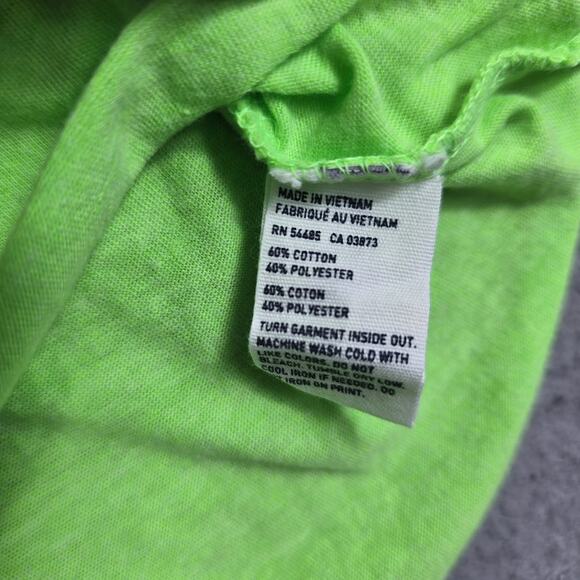 MADE IN VIETNAM
FABRIQUÉ AU VIETNAM
RN 54485 CA 03873
60% COTTON
40% POLYESTER
60% COTON
40% POLYESTER
TURN GARMENT INSIDE OUT.
MACHINE WASH COLD WITH
LIKE COLORS. DO NOT
BLEACH. TUMBLE DRY LOW.
COOL IRON IF NEEDED. DO
IRON ON PRINT.